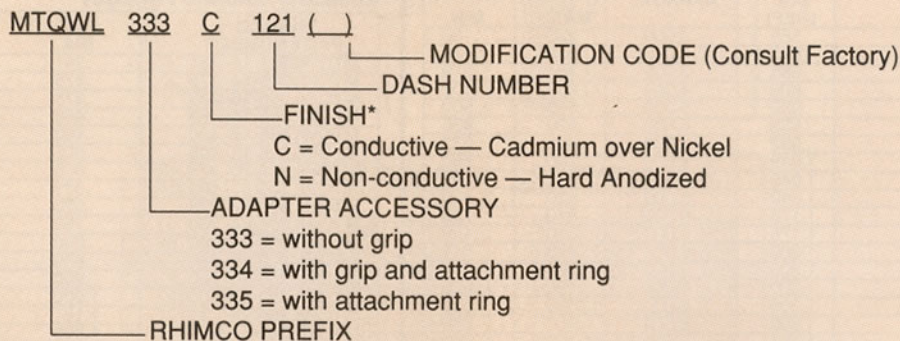 MTQWL 333 C 121 ( )
MODIFICATION CODE (Consult Factory)
DASH NUMBER
FINISH*
C = Conductive — Cadmium over Nickel
N = Non-conductive — Hard Anodized
ADAPTER ACCESSORY
333 = without grip
334 = with grip and attachment ring
335 = with attachment ring
RHIMCO PREFIX